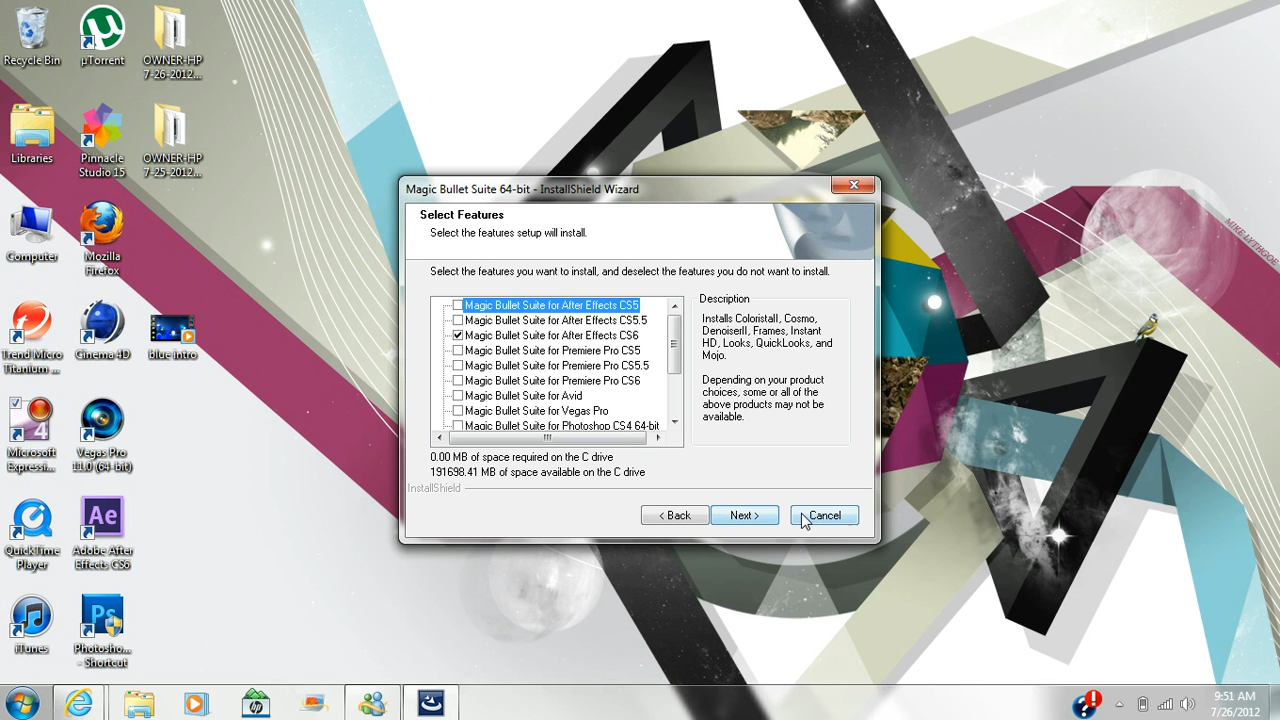 Recycle Bin
µTorrent
OWNER-HP
7-26-2012...
Libraries
Pinnacle
Studio 15
OWNER-HP
7-25-2012...
Computer
Mozilla
Firefox
Trend Micro
Titanium ...
Cinema 4D
blue intro
Microsoft
Expressi...
Vegas Pro
11.0 (64-bit)
QuickTime
Player
Ae
Adobe After
Effects CS6
iTunes
Ps
Photosho...
- Shortcut
Magic Bullet Suite 64-bit - InstallShield Wizard
Select Features
Select the features setup will install.
Select the features you want to install, and deselect the features you do not want to install.
Magic Bullet Suite for After Effects CS5
Magic Bullet Suite for After Effects CS5.5
Magic Bullet Suite for After Effects CS6
Magic Bullet Suite for Premiere Pro CS5
Magic Bullet Suite for Premiere Pro CS5.5
Magic Bullet Suite for Premiere Pro CS6
Magic Bullet Suite for Avid
Magic Bullet Suite for Vegas Pro
Magic Bullet Suite for Photoshop CS4 64-bit
Description
Installs ColoristaII, Cosmo,
DenoiserII, Frames, Instant
HD, Looks, QuickLooks, and
Mojo.
Depending on your product
choices, some or all of the
above products may not be
available.
0.00 MB of space required on the C drive
191698.41 MB of space available on the C drive
InstallShield
< Back
Next >
Cancel
MIKE LYTHGOE
hp
9:51 AM
7/26/2012